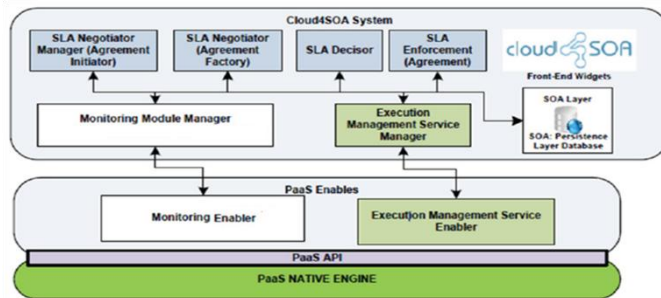 Cloud4SOA System
SLA Negotiator
Manager (Agreement
Initiator)
SLA Negotiator
(Agreement
Factory)
SLA Decisor
SLA
Enforcement
(Agreement)
cloudSOA
Front-End Widgets
Monitoring Module Manager
Execution
Management Service
Manager
SOA Layer
SOA: Persistence
Layer Database
PaaS Enables
Monitoring Enabler
Execution Management Service
Enabler
PaaS API
PaaS NATIVE ENGINE